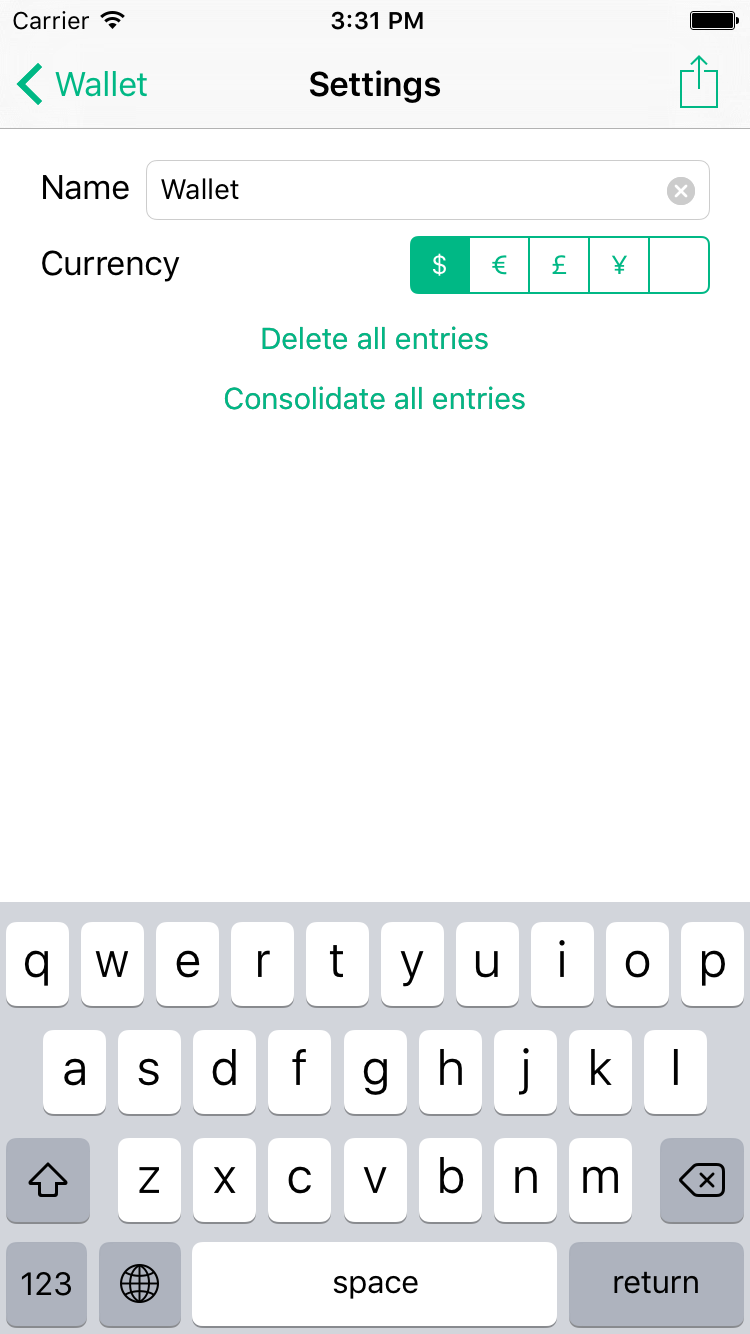 Carrier 3:31 PM
Wallet Settings
Name Wallet
Currency $ € £ ¥
Delete all entries
Consolidate all entries
q w e r t y u i o p
a s d f g h j k l
z x c v b n m
123 space return